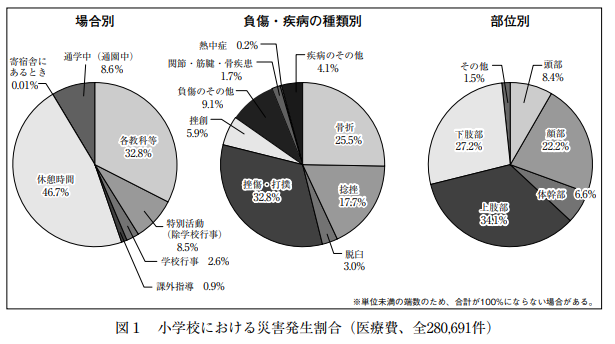 場合別
寄宿舎に
あるとき
0.01%
通学中（通園中）
8.6%
各教科等
32.8%
休憩時間
46.7%
特別活動
（除学校行事）
8.5%
学校行事 2.6%
課外指導 0.9%
負傷・疾病の種類別
熱中症 0.2%
関節・筋腱・骨疾患
1.7%
負傷のその他
9.1%
挫創
5.9%
疾病のその他
4.1%
骨折
25.5%
挫傷・打撲
32.8%
捻挫
17.7%
脱臼
3.0%
部位別
その他
1.5%
頭部
8.4%
下肢部
27.2%
顔部
22.2%
体幹部 6.6%
上肢部
34.1%
※単位未満の端数のため、合計が100%にならない場合がある。
図１ 小学校における災害発生割合（医療費、全280,691件）